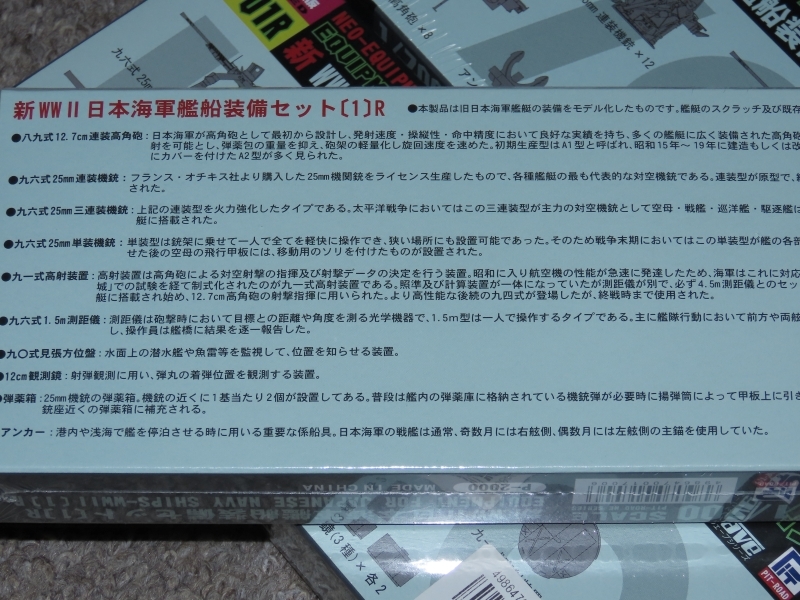 九六式 25m
高角砲×8
アン
mm 連装機銃×12
船装
01R
新
WW
NEO-EQUIPM
EQUIPM
新WWⅡ日本海軍艦船装備セット〔1〕R
●本製品は旧日本海軍艦艇の装備をモデル化したものです。艦艇のスクラッチ及び既存
●八九式12.7cm連装高角砲：日本海軍が高角砲として最初から設計し、発射速度・操縦性・命中精度において良好な実績を持ち、多くの艦艇に広く装備された高角砲
射を可能とし、弾薬包の重量を抑え、砲架の軽量化し旋回速度を速めた。初期生産型はA1型と呼ばれ、昭和15年～19年に建造もしくは改
にカバーを付けたA2型が多く見られた。
●九六式25mm連装機銃：フランス・オチキス社より購入した25mm機関銃をライセンス生産したもので、各種艦艇の最も代表的な対空機銃である。連装型が原型で、
された。
●九六式25mm三連装機銃：上記の連装型を火力強化したタイプである。太平洋戦争においてはこの三連装型が主力の対空機銃として空母・戦艦・巡洋艦・駆逐艦
艇に搭載された。
●九六式25mm単装機銃：単装型は銃架に乗せて一人で全てを軽快に操作でき、狭い場所にも設置可能であった。そのため戦争末期においてはこの単装型が艦の各部
せた後の空母の飛行甲板には、移動用のソリを付けたものが設置された。
●九一式高射装置：高射装置は高角砲による対空射撃の指揮及び射撃データの決定を行う装置。昭和に入り航空機の性能が急速に発達したため、海軍はこれに対応
城」での試験を経て制式化されたのが九一式高射装置である。照準及び計算装置が一体になっていたが測距儀が別で、必ず4.5m測距儀とのセッ
艇に搭載され始め、12.7cm高角砲の射撃指揮に用いられた。より高性能な後続の九四式が登場したが、終戦時まで使用された。
●九六式1.5m測距儀：測距儀は砲撃時において目標との距離や角度を測る光学機器で、1.5m型は一人で操作するタイプである。主に艦隊行動において前方や両舷
し、操作員は艦橋に結果を逐一報告した。
●九〇式見張方位盤：水面上の潜水艦や魚雷等を監視して、位置を知らせる装置。
●12cm観測鏡：射弾観測に用い、弾丸の着弾位置を観測する装置。
●弾薬箱：25mm機銃の弾薬箱。機銃の近くに1基当たり2個が設置してある。普段は艦内の弾薬庫に格納されている機銃弾が必要時に揚弾筒によって甲板上に引き
銃座近くの弾薬箱に補充される。
アンカー：港内や浅海で艦を停泊させる時に用いる重要な係船具。日本海軍の戦艦は通常、奇数月には右舷側、偶数月には左舷側の主錨を使用していた。
P-2000
MADE IN CHINA
鏡(3種)×各2
九一
498647
PIT-ROAD